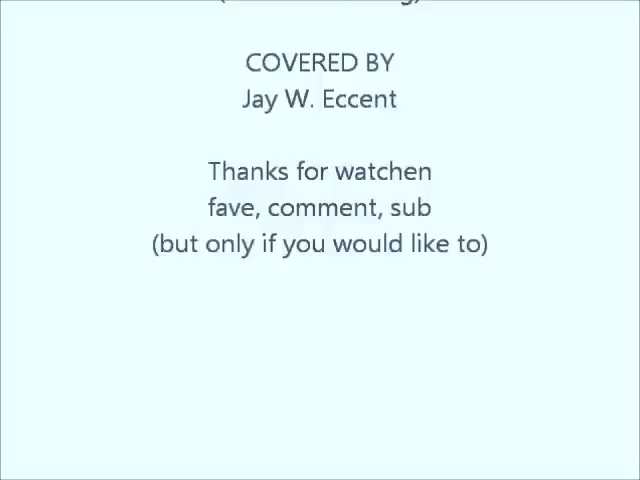 COVERED BY
Jay W. Eccent
Thanks for watchen
fave, comment, sub
(but only if you would like to)